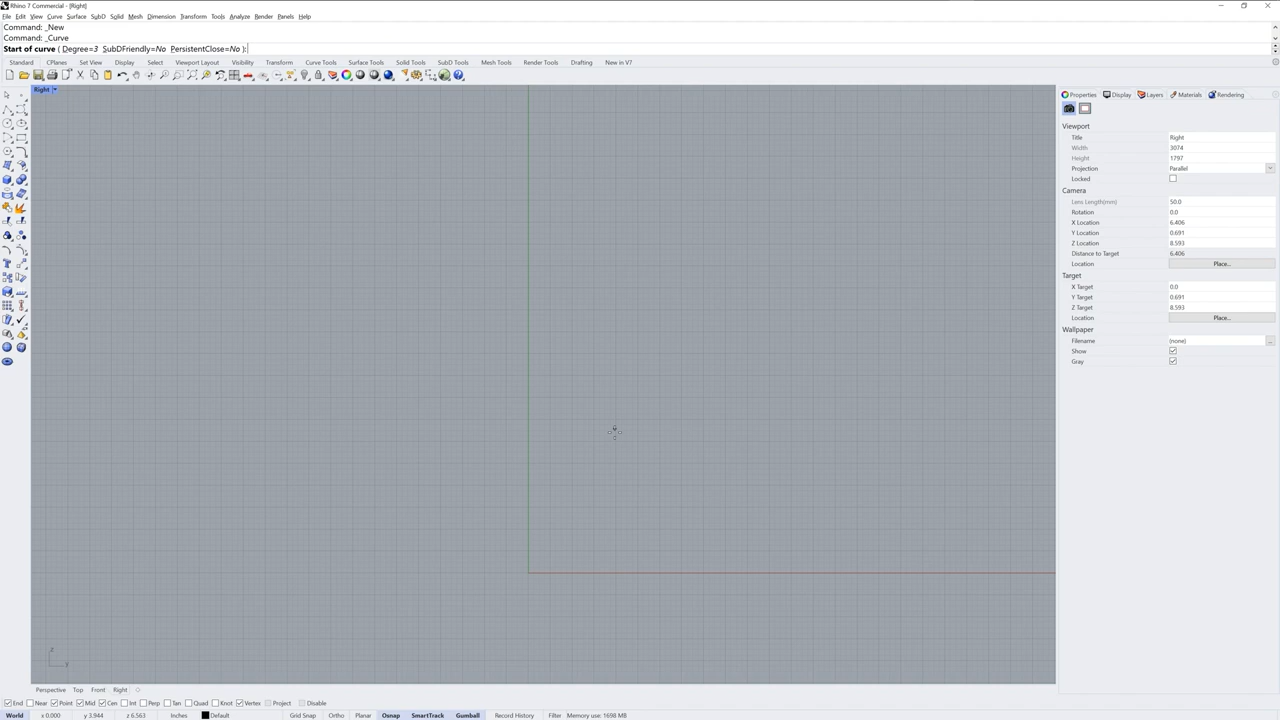 Rhino 7 Commercial - [Right]
File Edit View Curve Surface SubD Solid Mesh Dimension Transform Tools Analyze Render Panels Help
Command: _New
Command: _Curve
Start of curve ( Degree=3 SubDFriendly=No PersistentClose=No ):
Standard CPlanes Set View Display Select Viewport Layout Visibility Transform Curve Tools Surface Tools Solid Tools SubD Tools Mesh Tools Render Tools Drafting New in V7
Right
Properties Display Layers Materials Rendering
Viewport
Title Right
Width 3074
Height 1797
Projection Parallel
Locked
Camera
Lens Length(mm) 50.0
Rotation 0.0
X Location 6.406
Y Location 0.691
Z Location 8.593
Distance to Target 6.406
Location Place...
Target
X Target 0.0
Y Target 0.691
Z Target 8.593
Location Place...
Wallpaper
Filename (none) ...
Show
Gray
z
y
Perspective Top Front Right
End Near Point Mid Cen Int Perp Tan Quad Knot Vertex Project Disable
World x 0.000 y 3.944 z 6.563 Inches Default Grid Snap Ortho Planar Osnap SmartTrack Gumball Record History Filter Memory use: 1698 MB